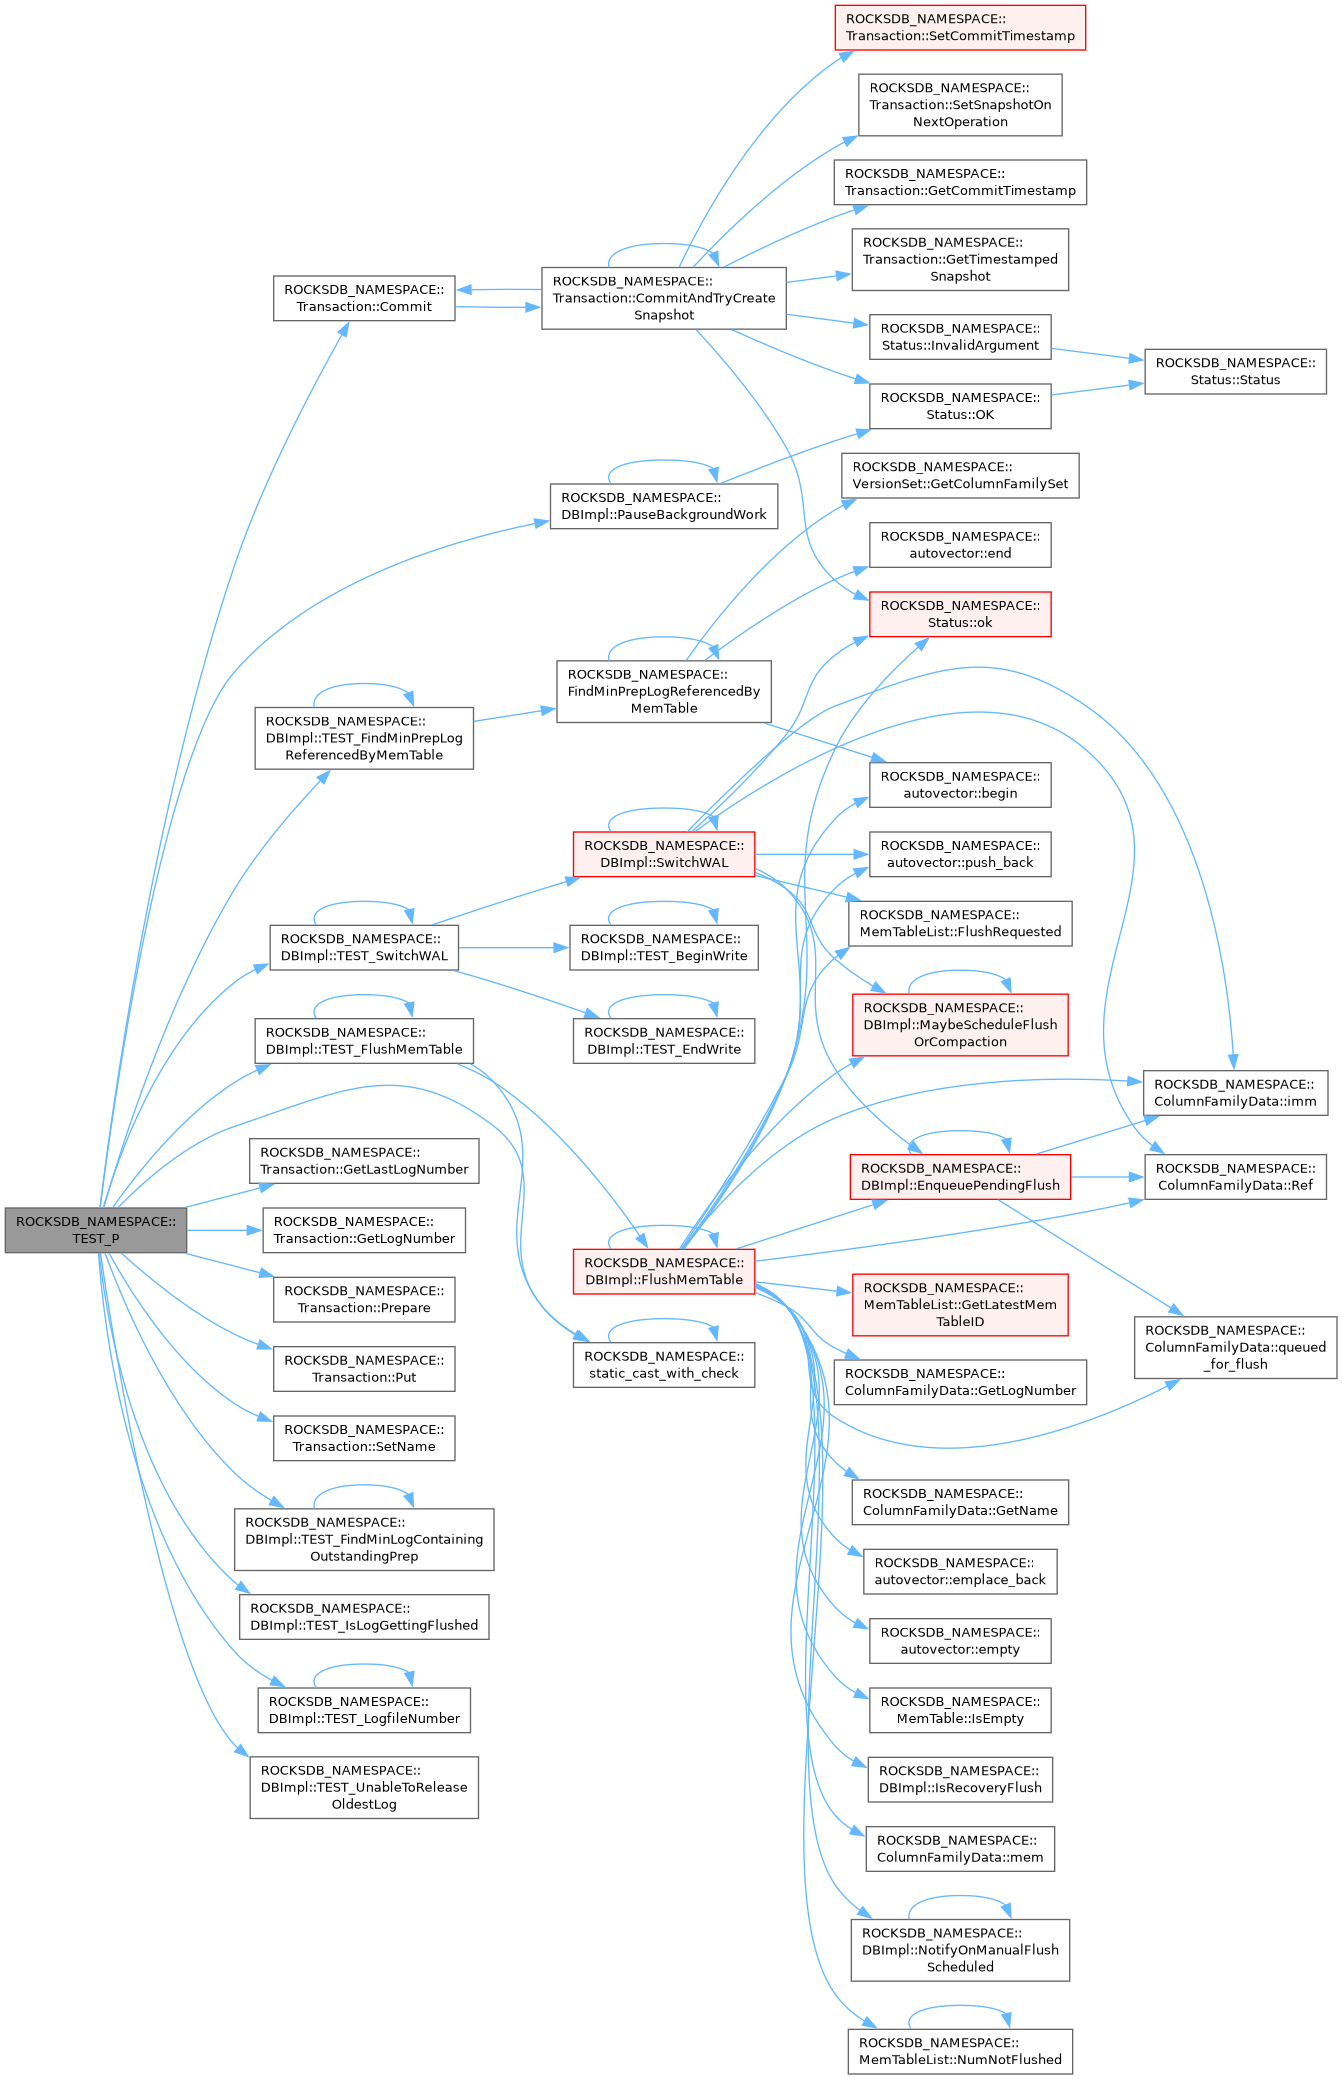 ROCKSDB_NAMESPACE::
TEST_P
ROCKSDB_NAMESPACE::
Transaction::Commit
ROCKSDB_NAMESPACE::
DBImpl::TEST_FindMinPrepLog
ReferencedByMemTable
ROCKSDB_NAMESPACE::
DBImpl::TEST_SwitchWAL
ROCKSDB_NAMESPACE::
DBImpl::TEST_FlushMemTable
ROCKSDB_NAMESPACE::
Transaction::GetLastLogNumber
ROCKSDB_NAMESPACE::
Transaction::GetLogNumber
ROCKSDB_NAMESPACE::
Transaction::Prepare
ROCKSDB_NAMESPACE::
Transaction::Put
ROCKSDB_NAMESPACE::
Transaction::SetName
ROCKSDB_NAMESPACE::
DBImpl::TEST_FindMinLogContaining
OutstandingPrep
ROCKSDB_NAMESPACE::
DBImpl::TEST_IsLogGettingFlushed
ROCKSDB_NAMESPACE::
DBImpl::TEST_LogfileNumber
ROCKSDB_NAMESPACE::
DBImpl::TEST_UnableToRelease
OldestLog
ROCKSDB_NAMESPACE::
Transaction::CommitAndTryCreate
Snapshot
ROCKSDB_NAMESPACE::
DBImpl::PauseBackgroundWork
ROCKSDB_NAMESPACE::
FindMinPrepLogReferencedBy
MemTable
ROCKSDB_NAMESPACE::
DBImpl::SwitchWAL
ROCKSDB_NAMESPACE::
DBImpl::TEST_BeginWrite
ROCKSDB_NAMESPACE::
DBImpl::TEST_EndWrite
ROCKSDB_NAMESPACE::
DBImpl::FlushMemTable
ROCKSDB_NAMESPACE::
static_cast_with_check
ROCKSDB_NAMESPACE::
Transaction::SetCommitTimestamp
ROCKSDB_NAMESPACE::
Transaction::SetSnapshotOn
NextOperation
ROCKSDB_NAMESPACE::
Transaction::GetCommitTimestamp
ROCKSDB_NAMESPACE::
Transaction::GetTimestamped
Snapshot
ROCKSDB_NAMESPACE::
Status::InvalidArgument
ROCKSDB_NAMESPACE::
Status::OK
ROCKSDB_NAMESPACE::
VersionSet::GetColumnFamilySet
ROCKSDB_NAMESPACE::
autovector::end
ROCKSDB_NAMESPACE::
Status::ok
ROCKSDB_NAMESPACE::
autovector::begin
ROCKSDB_NAMESPACE::
autovector::push_back
ROCKSDB_NAMESPACE::
MemTableList::FlushRequested
ROCKSDB_NAMESPACE::
DBImpl::MaybeScheduleFlush
OrCompaction
ROCKSDB_NAMESPACE::
DBImpl::EnqueuePendingFlush
ROCKSDB_NAMESPACE::
MemTableList::GetLatestMem
TableID
ROCKSDB_NAMESPACE::
ColumnFamilyData::GetLogNumber
ROCKSDB_NAMESPACE::
ColumnFamilyData::GetName
ROCKSDB_NAMESPACE::
autovector::emplace_back
ROCKSDB_NAMESPACE::
autovector::empty
ROCKSDB_NAMESPACE::
MemTable::IsEmpty
ROCKSDB_NAMESPACE::
DBImpl::IsRecoveryFlush
ROCKSDB_NAMESPACE::
ColumnFamilyData::mem
ROCKSDB_NAMESPACE::
DBImpl::NotifyOnManualFlush
Scheduled
ROCKSDB_NAMESPACE::
MemTableList::NumNotFlushed
ROCKSDB_NAMESPACE::
Status::Status
ROCKSDB_NAMESPACE::
ColumnFamilyData::imm
ROCKSDB_NAMESPACE::
ColumnFamilyData::Ref
ROCKSDB_NAMESPACE::
ColumnFamilyData::queued
_for_flush